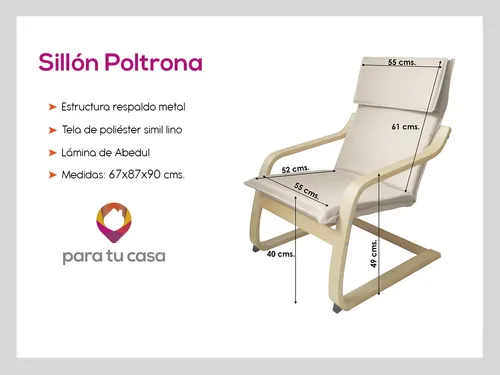 Sillón Poltrona
Estructura respaldo metal
Tela de poliéster simil lino
Lámina de Abedul
Medidas: 67x87x90 cms.
para tu casa
55 cms.
61 cms.
52 cms.
55 cms.
40 cms.
49 cms.